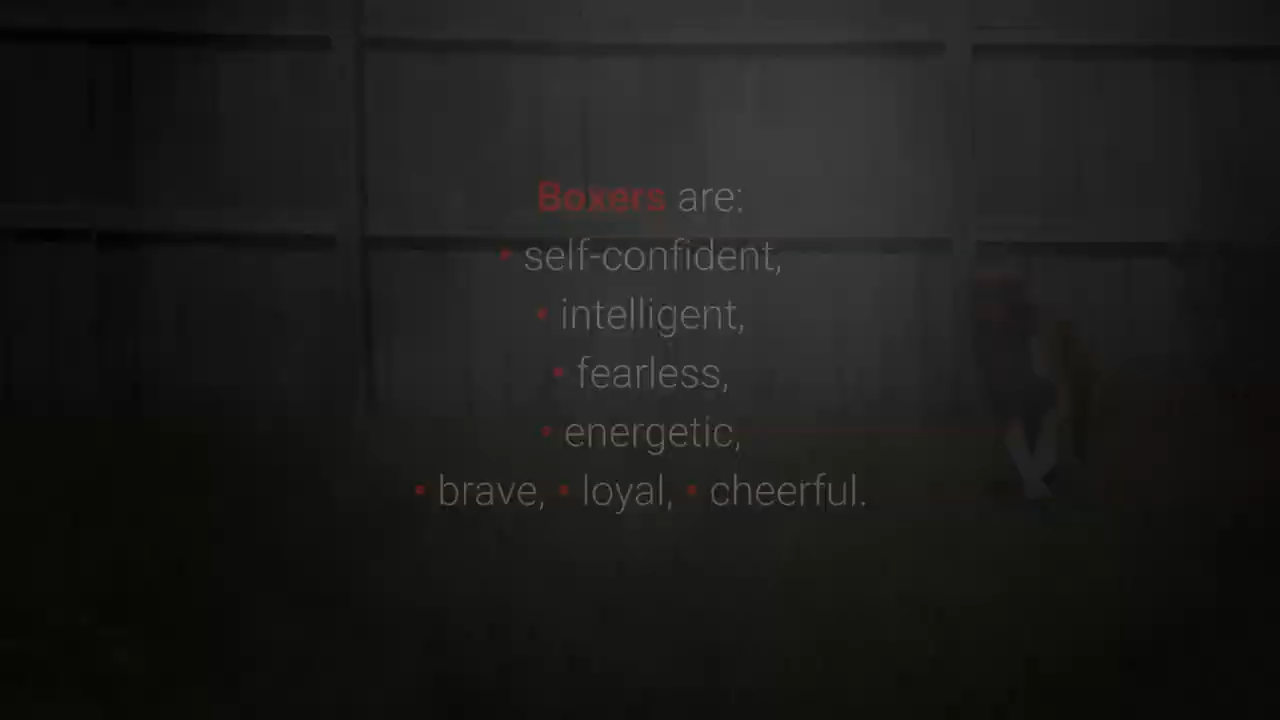 Boxers are:
• self-confident,
• intelligent,
• fearless,
• energetic,
• brave, • loyal, • cheerful.